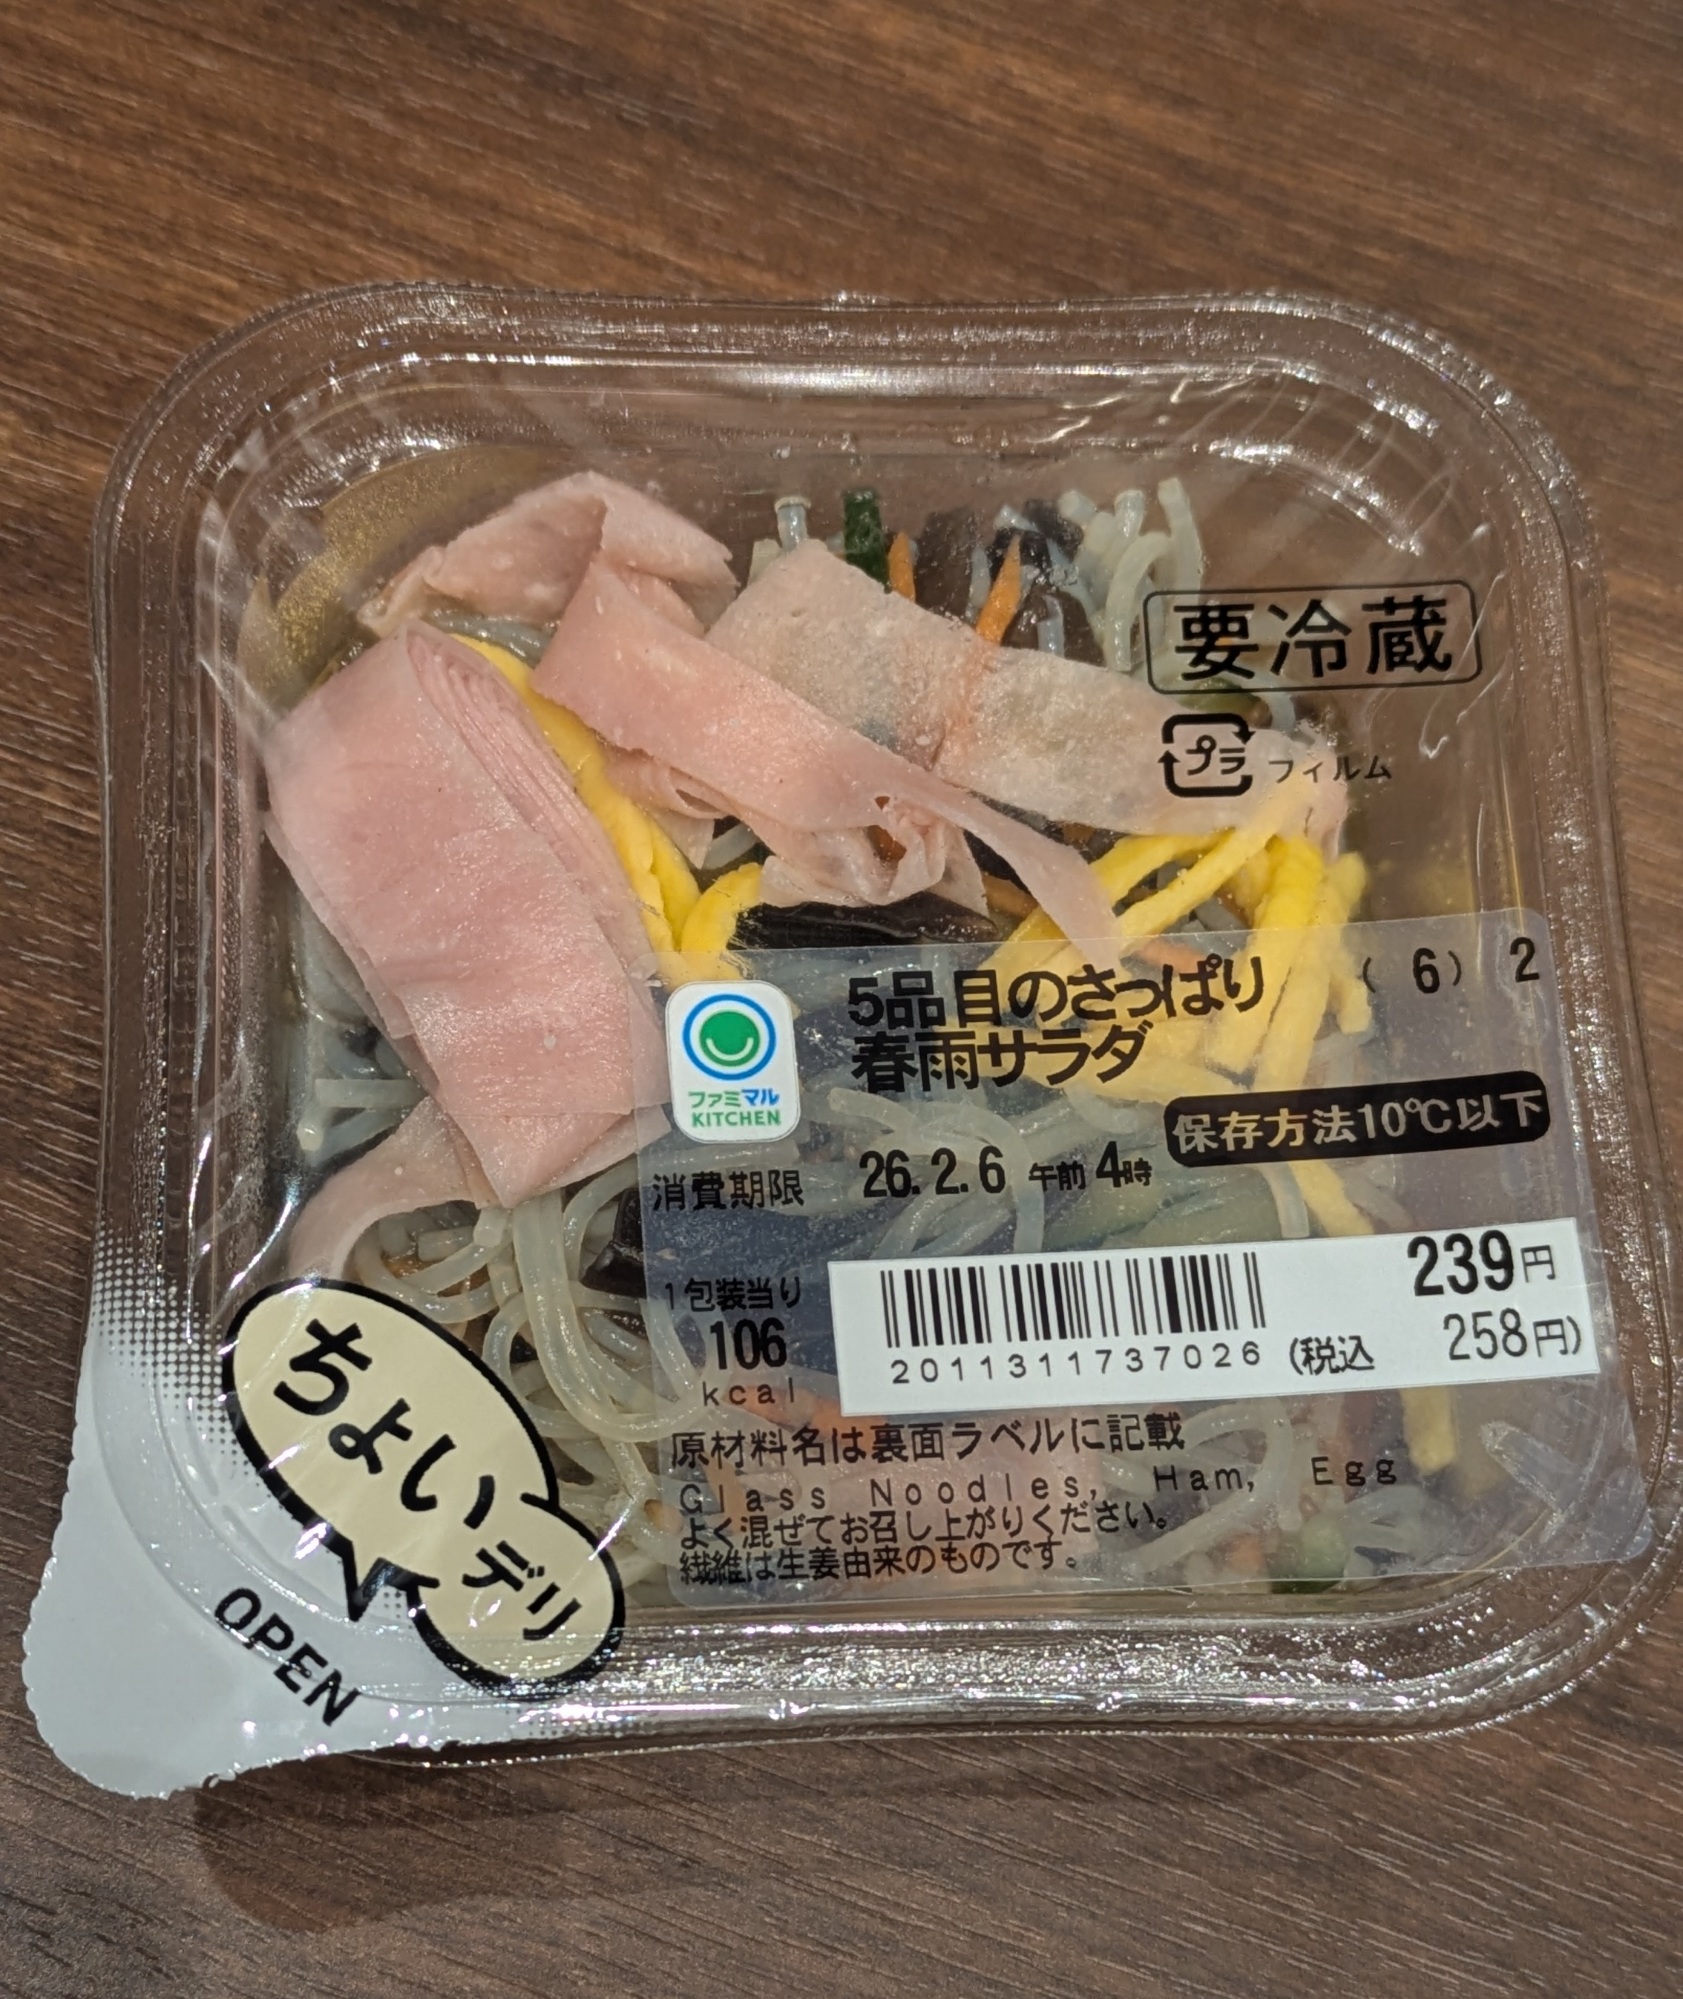 要冷蔵
プラ フィルム
5品目のさっぱり
春雨サラダ
( 6) 2
ファミマル
KITCHEN
保存方法10℃以下
消費期限 26.2.6 午前4時
1包装当り
106
kcal
239円
2011311737026 (税込 258円)
原材料名は裏面ラベルに記載
Glass Noodles, Ham, Egg
よく混ぜてお召し上がりください。
繊維は生姜由来のものです。
ちょい
デリ
OPEN